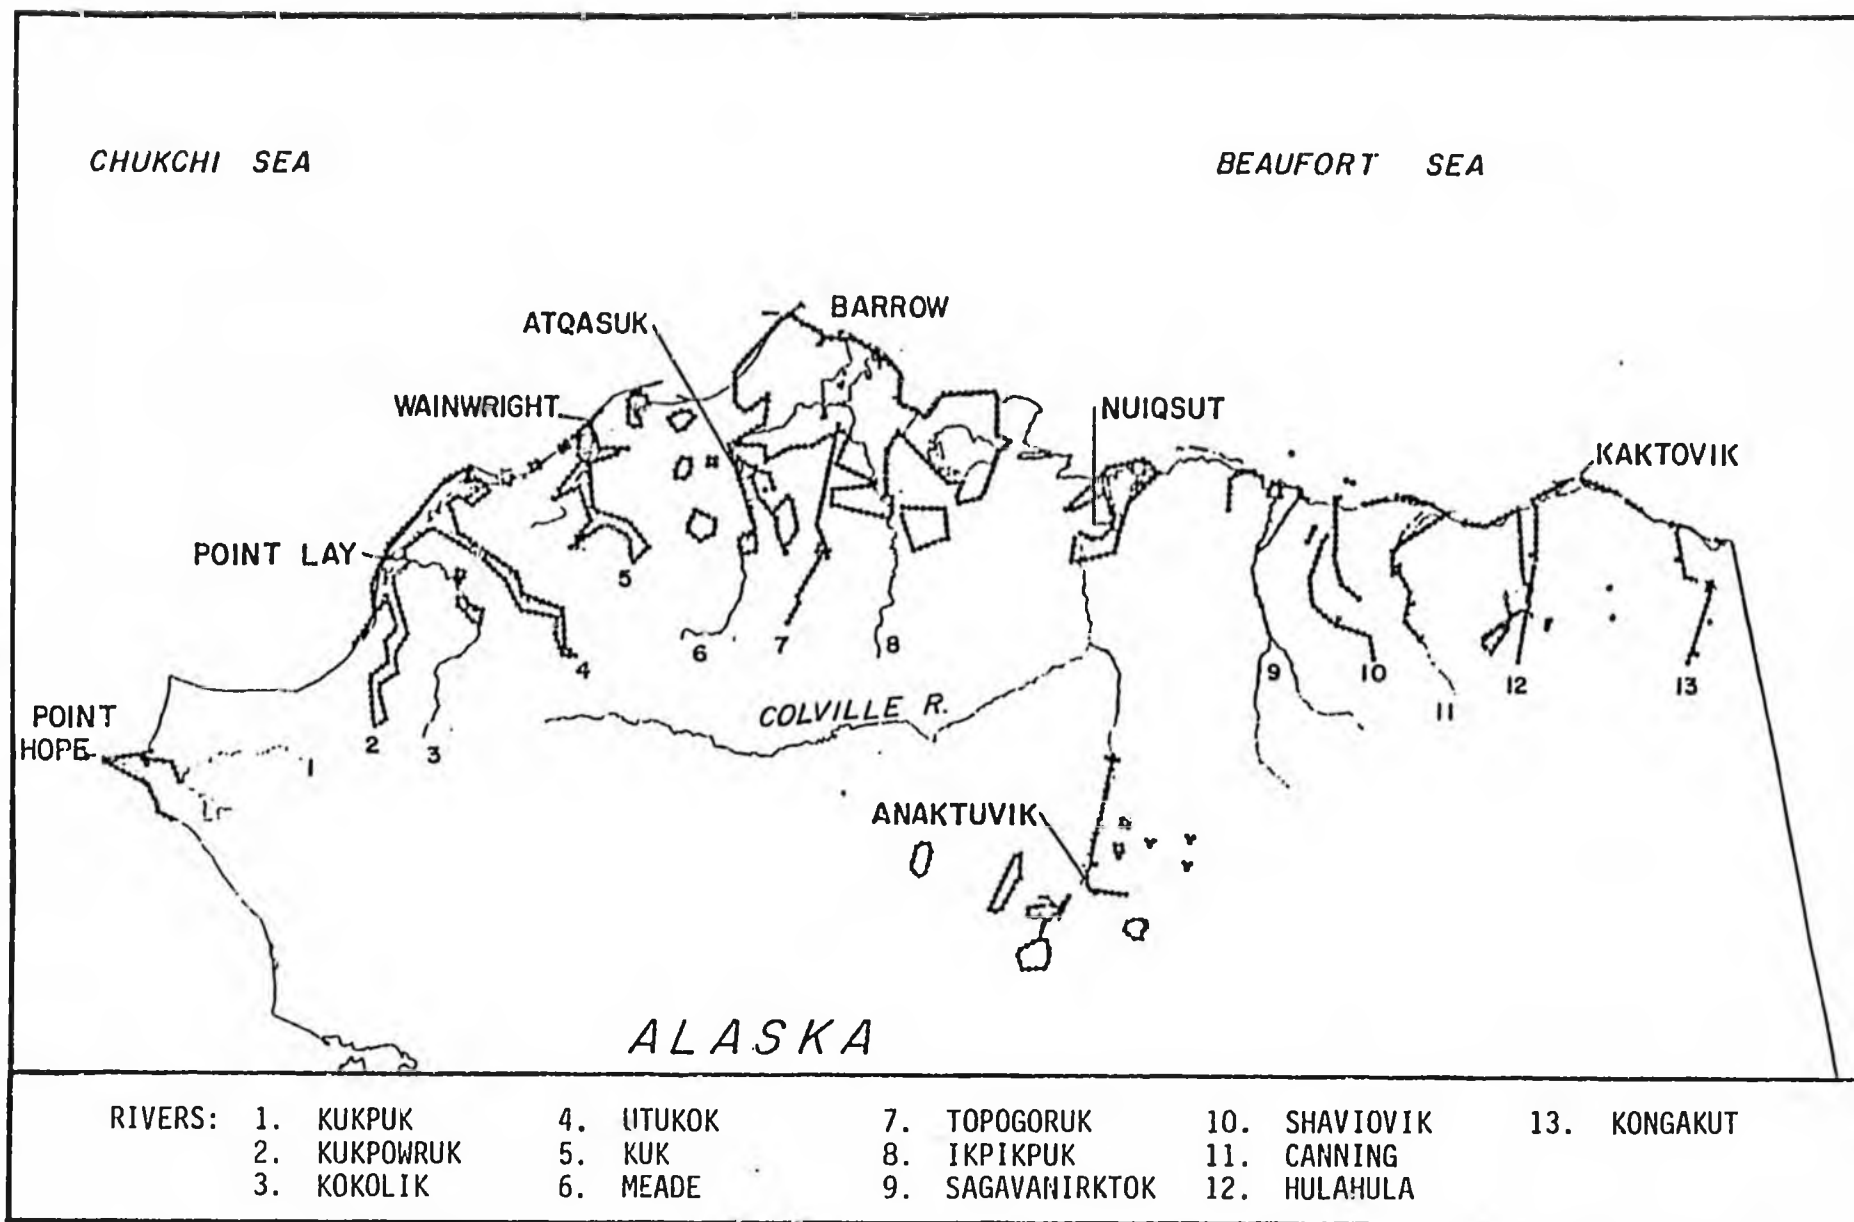 CHUKCHI SEA
BEAUFORT SEA
BARROW
ATQASUK
WAINWRIGHT
NUIQSUT
KAKTOVIK
POINT LAY
5
6
7
8
4
9
10
12
13
11
POINT
HOPE
COLVILLE R.
2
3
1
ANAKTUVIK
ALASKA
RIVERS: 1. KUKPUK 4. UTUKOK 7. TOPOGORUK 10. SHAVIOVIK 13. KONGAKUT
2. KUKPOWRUK 5. KUK 8. IKPIKPUK 11. CANNING
3. KOKOLIK 6. MEADE 9. SAGAVANIRKTOK 12. HULAHULA